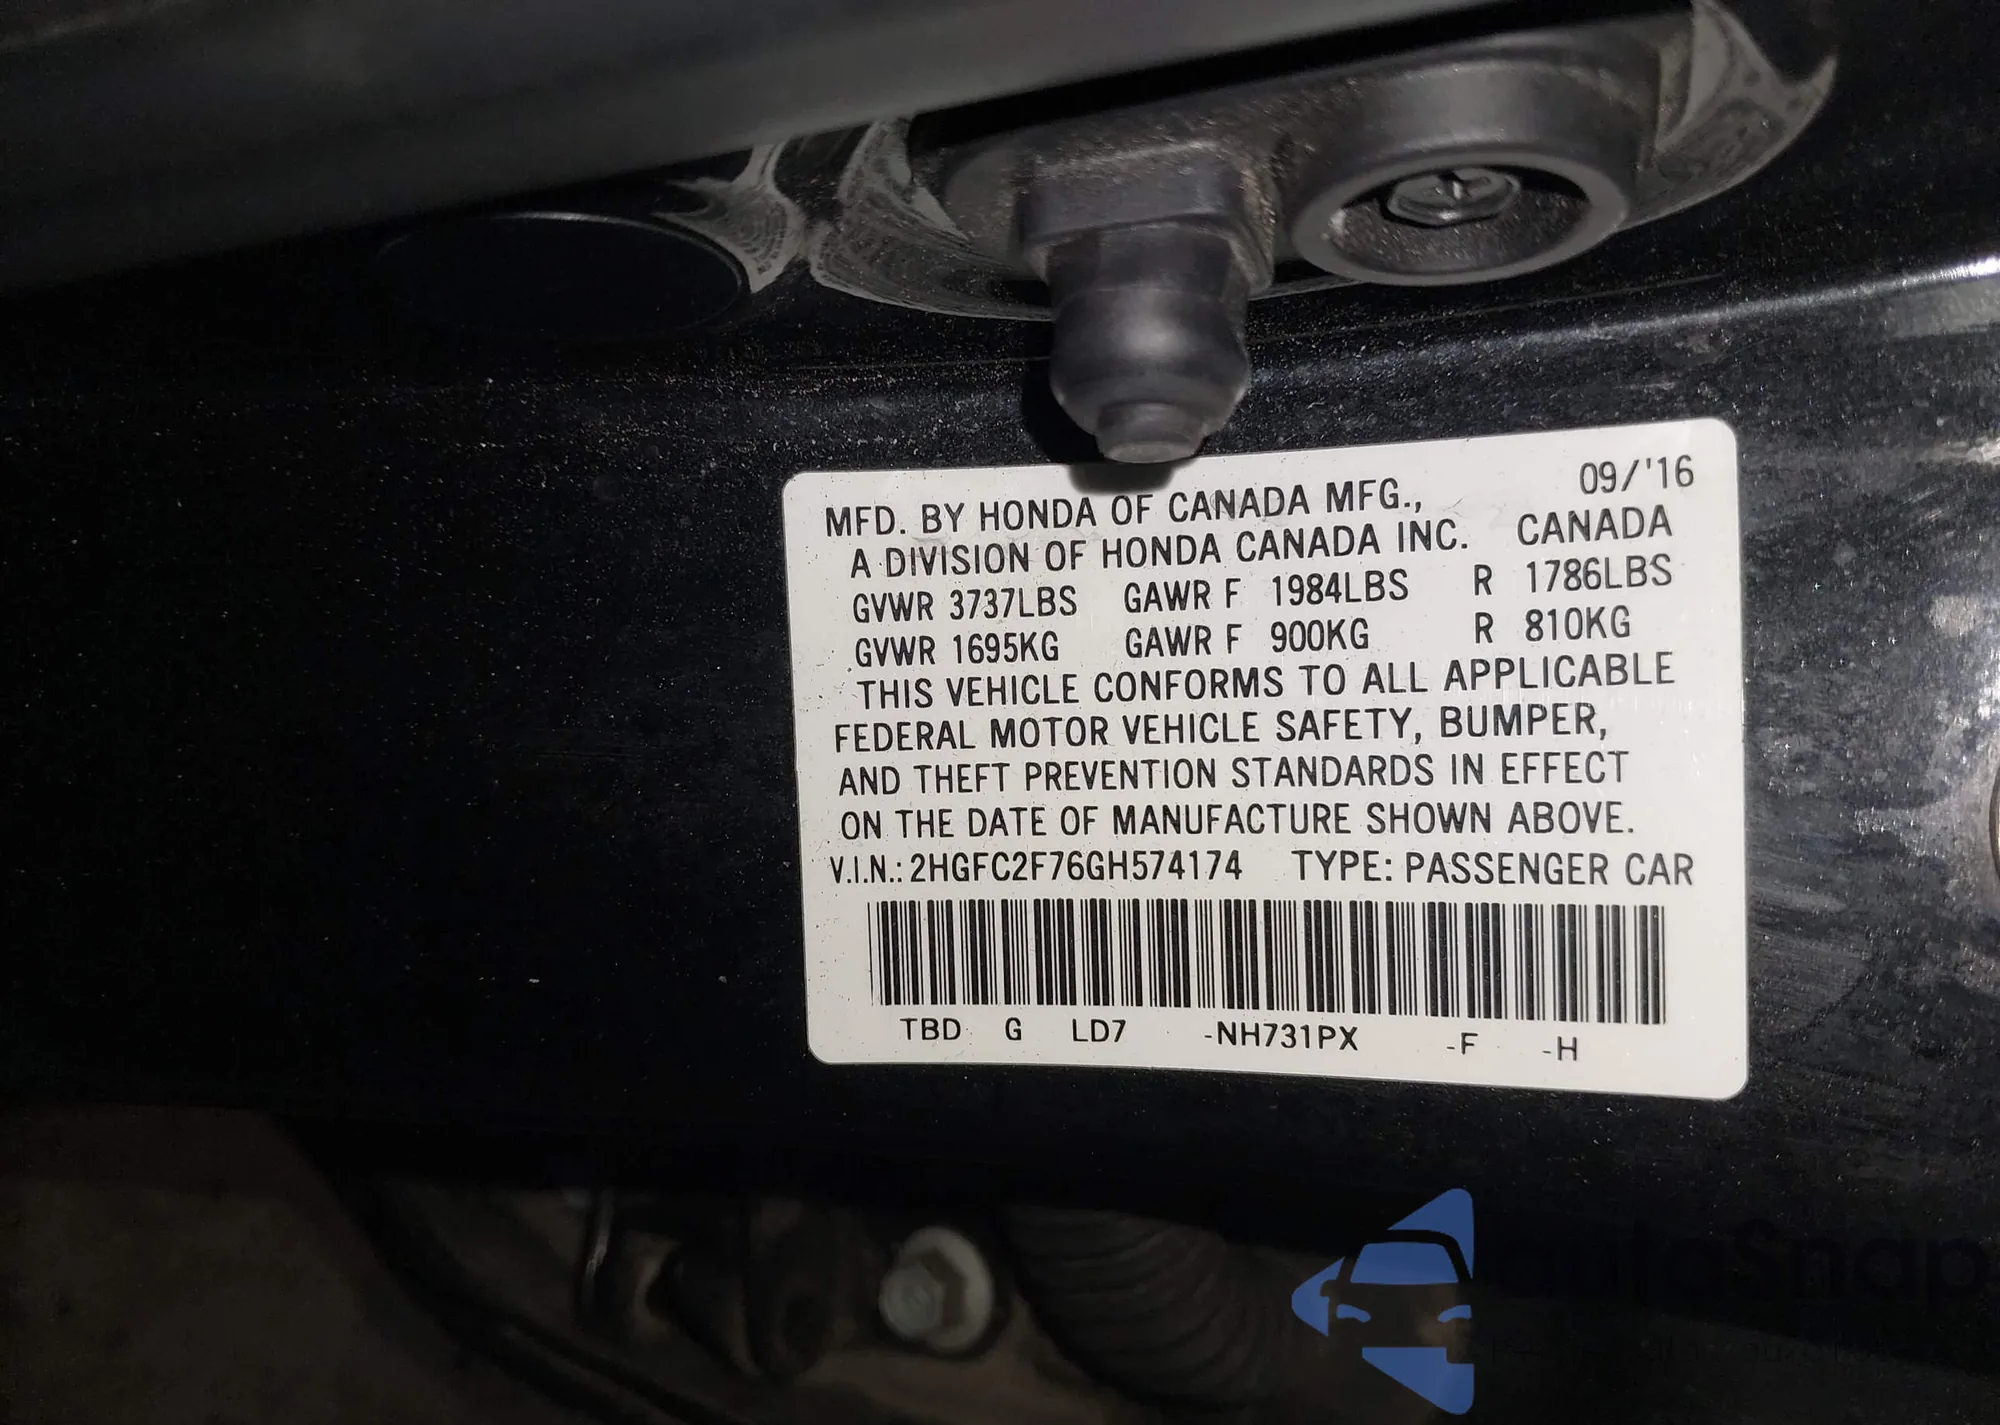 09/'16
MFD. BY HONDA OF CANADA MFG.,
A DIVISION OF HONDA CANADA INC. CANADA
GVWR 3737LBS GAWR F 1984LBS R 1786LBS
GVWR 1695KG GAWR F 900KG R 810KG
THIS VEHICLE CONFORMS TO ALL APPLICABLE
FEDERAL MOTOR VEHICLE SAFETY, BUMPER,
AND THEFT PREVENTION STANDARDS IN EFFECT
ON THE DATE OF MANUFACTURE SHOWN ABOVE.
V.I.N.: 2HGFC2F76GH574174 TYPE: PASSENGER CAR
TBD G LD7 -NH731PX -F -H
autoSnap